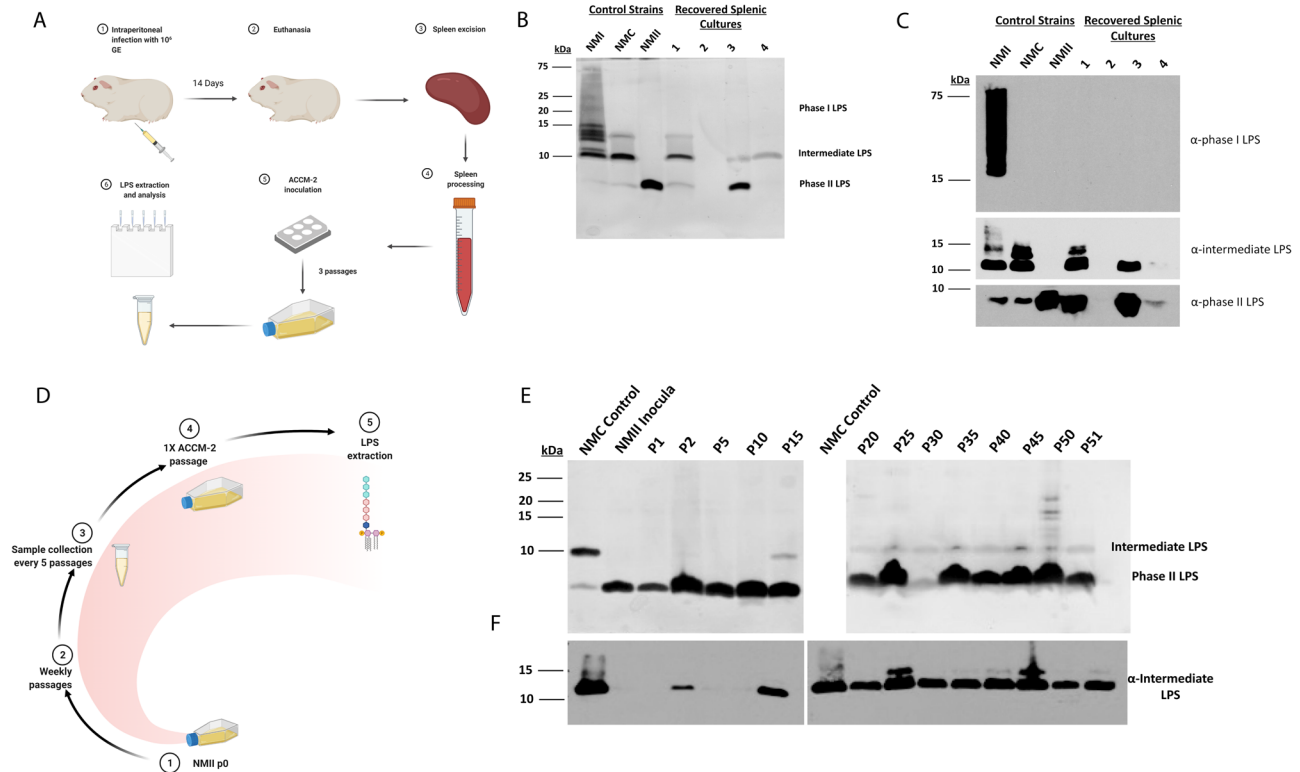 A
① Intraperitoneal
infection with 10⁶
GE
② Euthanasia
③ Spleen excision
14 Days
④ Spleen
processing
⑤ ACCM-2
inoculation
3 passages
⑥ LPS extraction
and analysis
B
Control Strains
Recovered Splenic
Cultures
kDa
NMI
NMC
NMII
1
2
3
4
75
25
20
15
10
Phase I LPS
Intermediate LPS
Phase II LPS
C
Control Strains
Recovered Splenic
Cultures
kDa
NMI
NMC
NMII
1
2
3
4
75
15
α-phase I LPS
15
10
α-intermediate LPS
10
α-phase II LPS
D
① NMII p0
②
Weekly
passages
③
Sample collection
every 5 passages
④
1X ACCM-2
passage
⑤
LPS
extraction
P
P
E
kDa
NMC Control
NMII Inocula
P1
P2
P5
P10
P15
NMC Control
P20
P25
P30
P35
P40
P45
P50
P51
25
20
15
10
Intermediate LPS
Phase II LPS
F
15
10
α-Intermediate
LPS